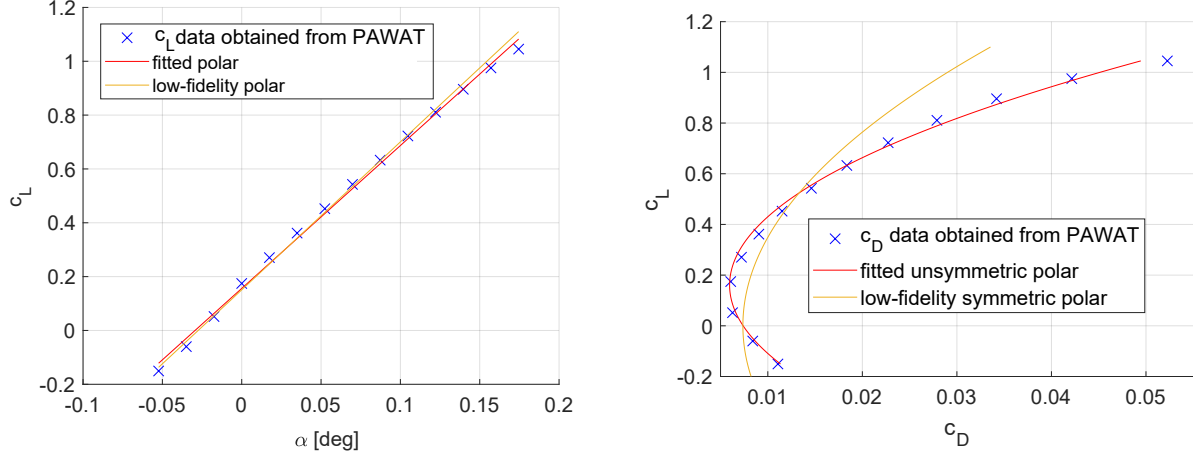 1.2
1
0.8
0.6
0.4
0.2
0
-0.2
c_L
c_L data obtained from PAWAT
fitted polar
low-fidelity polar
-0.1
-0.05
0
0.05
0.1
0.15
0.2
α [deg]
1.2
1
0.8
0.6
0.4
0.2
0
-0.2
c_L
c_D data obtained from PAWAT
fitted unsymmetric polar
low-fidelity symmetric polar
0.01
0.02
0.03
0.04
0.05
c_D